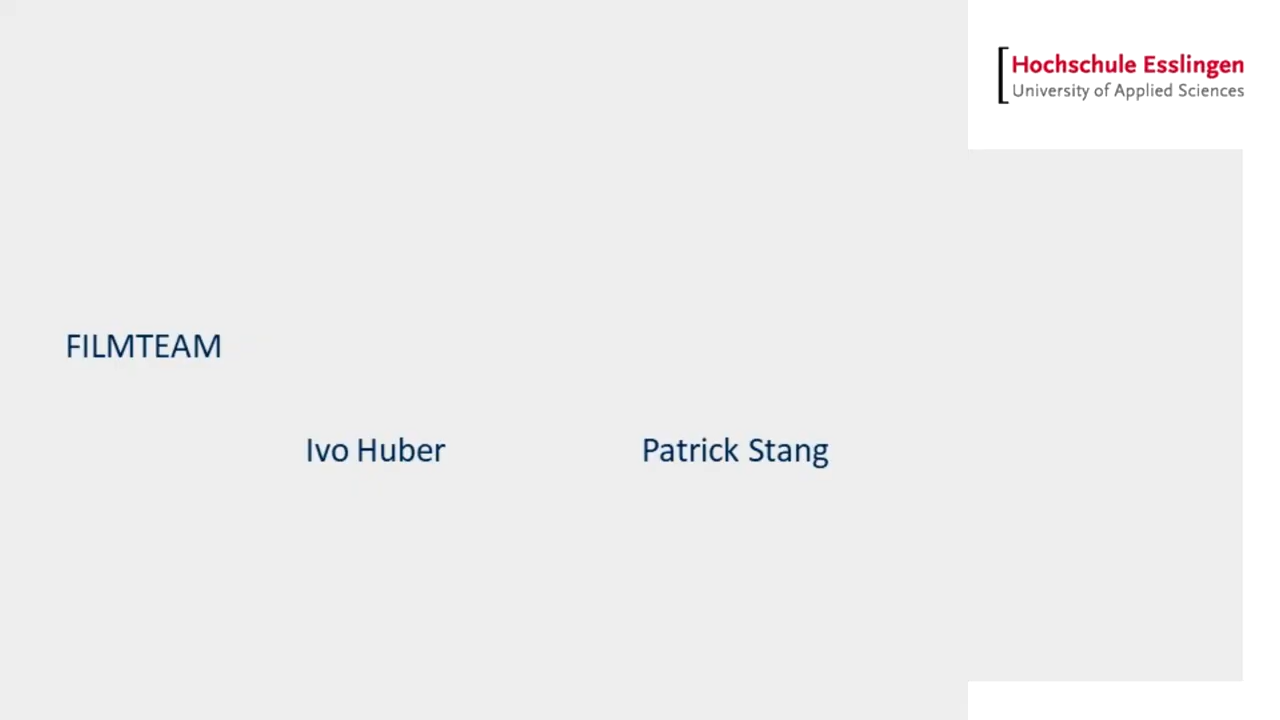 Hochschule Esslingen
University of Applied Sciences
FILMTEAM
Ivo Huber Patrick Stang